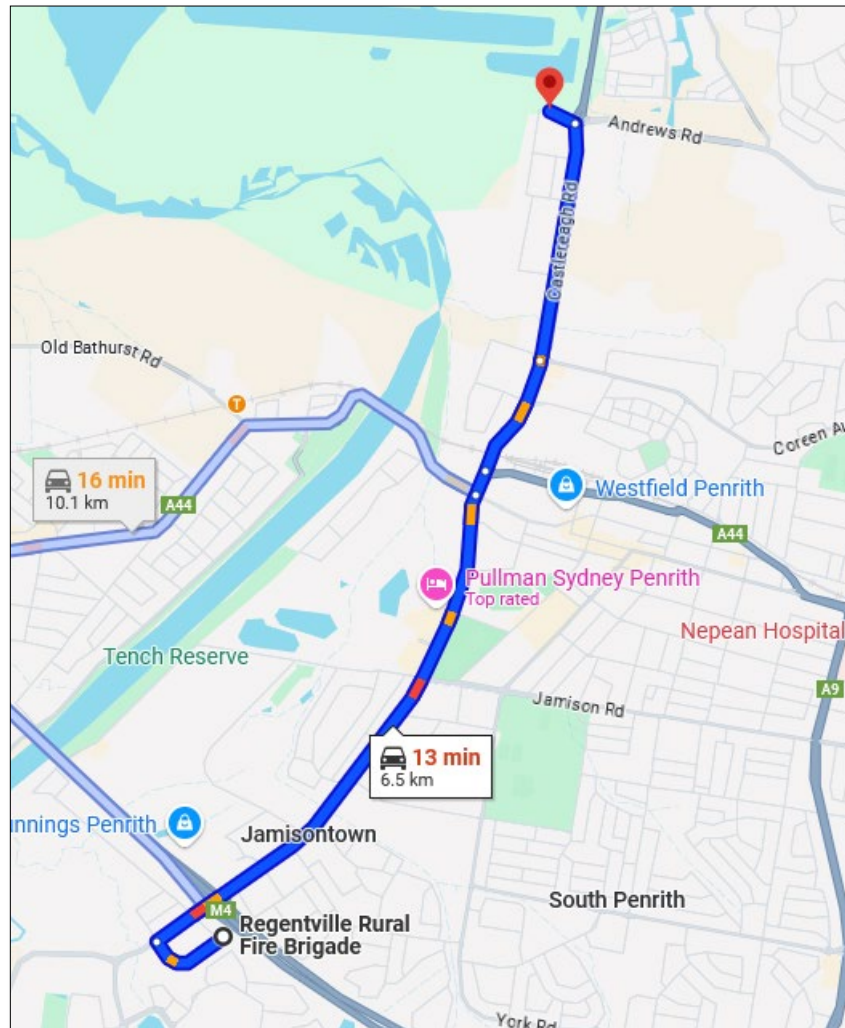 Andrews Rd
Castlereagh Rd
Old Bathurst Rd
T
Coreen Av
16 min
10.1 km
A44
Westfield Penrith
A44
Pullman Sydney Penrith
Top rated
Nepean Hospital
Tench Reserve
A9
Jamison Rd
13 min
6.5 km
unnings Penrith
Jamisontown
South Penrith
M4
Regentville Rural
Fire Brigade
York Rd